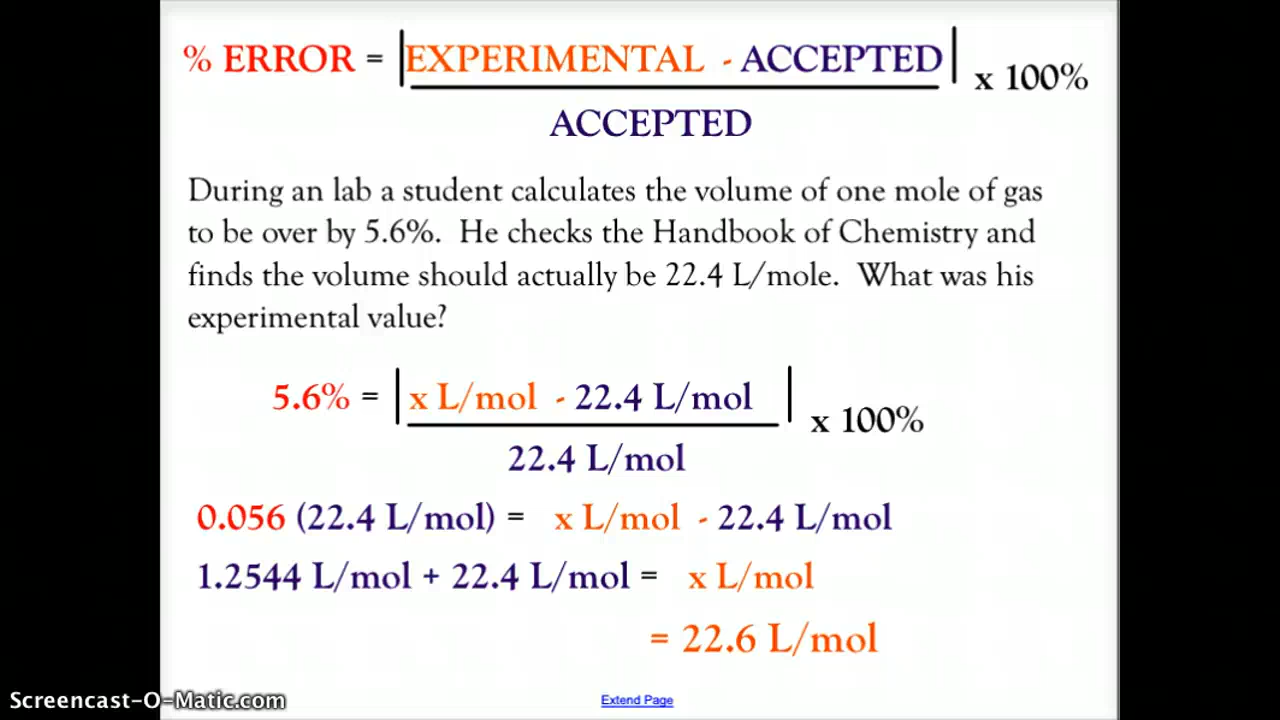 % ERROR = |EXPERIMENTAL - ACCEPTED| x 100%
ACCEPTED
During an lab a student calculates the volume of one mole of gas
to be over by 5.6%. He checks the Handbook of Chemistry and
finds the volume should actually be 22.4 L/mole. What was his
experimental value?
5.6% = |x L/mol - 22.4 L/mol| x 100%
22.4 L/mol
0.056 (22.4 L/mol) = x L/mol - 22.4 L/mol
1.2544 L/mol + 22.4 L/mol = x L/mol
= 22.6 L/mol
Screencast-O-Matic.com
Extend Page